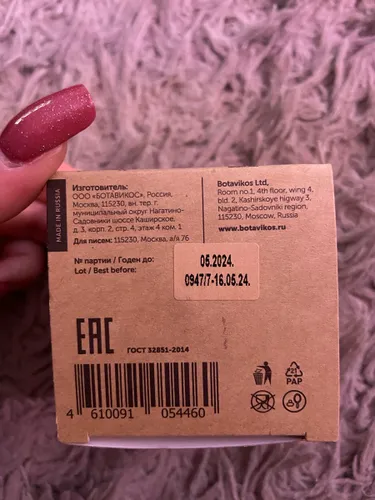 MADE IN RUSSIA
Изготовитель:
ООО «БОТАВИКОС», Россия,
Москва, 115230, вн. тер. г.
муниципальный округ Нагатино-
Садовники шоссе Каширское,
д. 3, корп. 2, стр. 4, этаж 4 ком. 1
Для писем: 115230, Москва, а/я 76
Botavikos Ltd,
Room no.1, 4th floor, wing 4,
bld. 2, Kashirskoye higway 3,
Nagatino-Sadovniki region,
115230, Moscow, Russia
www.botavikos.ru
№ партии / Годен до:
Lot / Best before:
05.2024.
0947/7-16.05.24.
EAC
ГОСТ 32851-2014
21
PAP
4 610091 054460